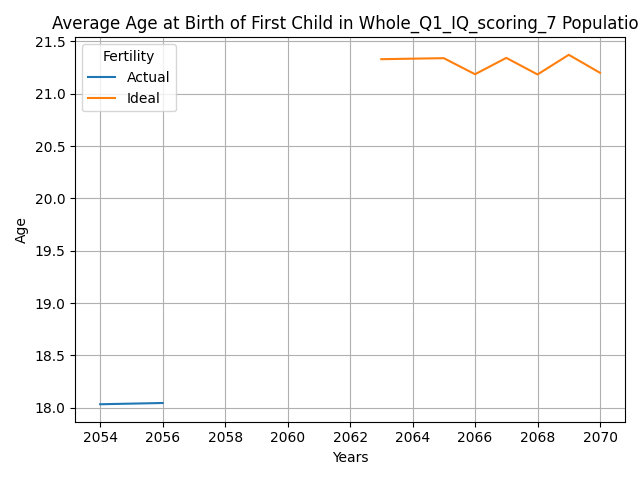 Average Age at Birth of First Child in Whole_Q1_IQ_scoring_7 Populatio
21.5
21.0
20.5
20.0
19.5
19.0
18.5
18.0
Age
Fertility
Actual
Ideal
2054 2056 2058 2060 2062 2064 2066 2068 2070
Years